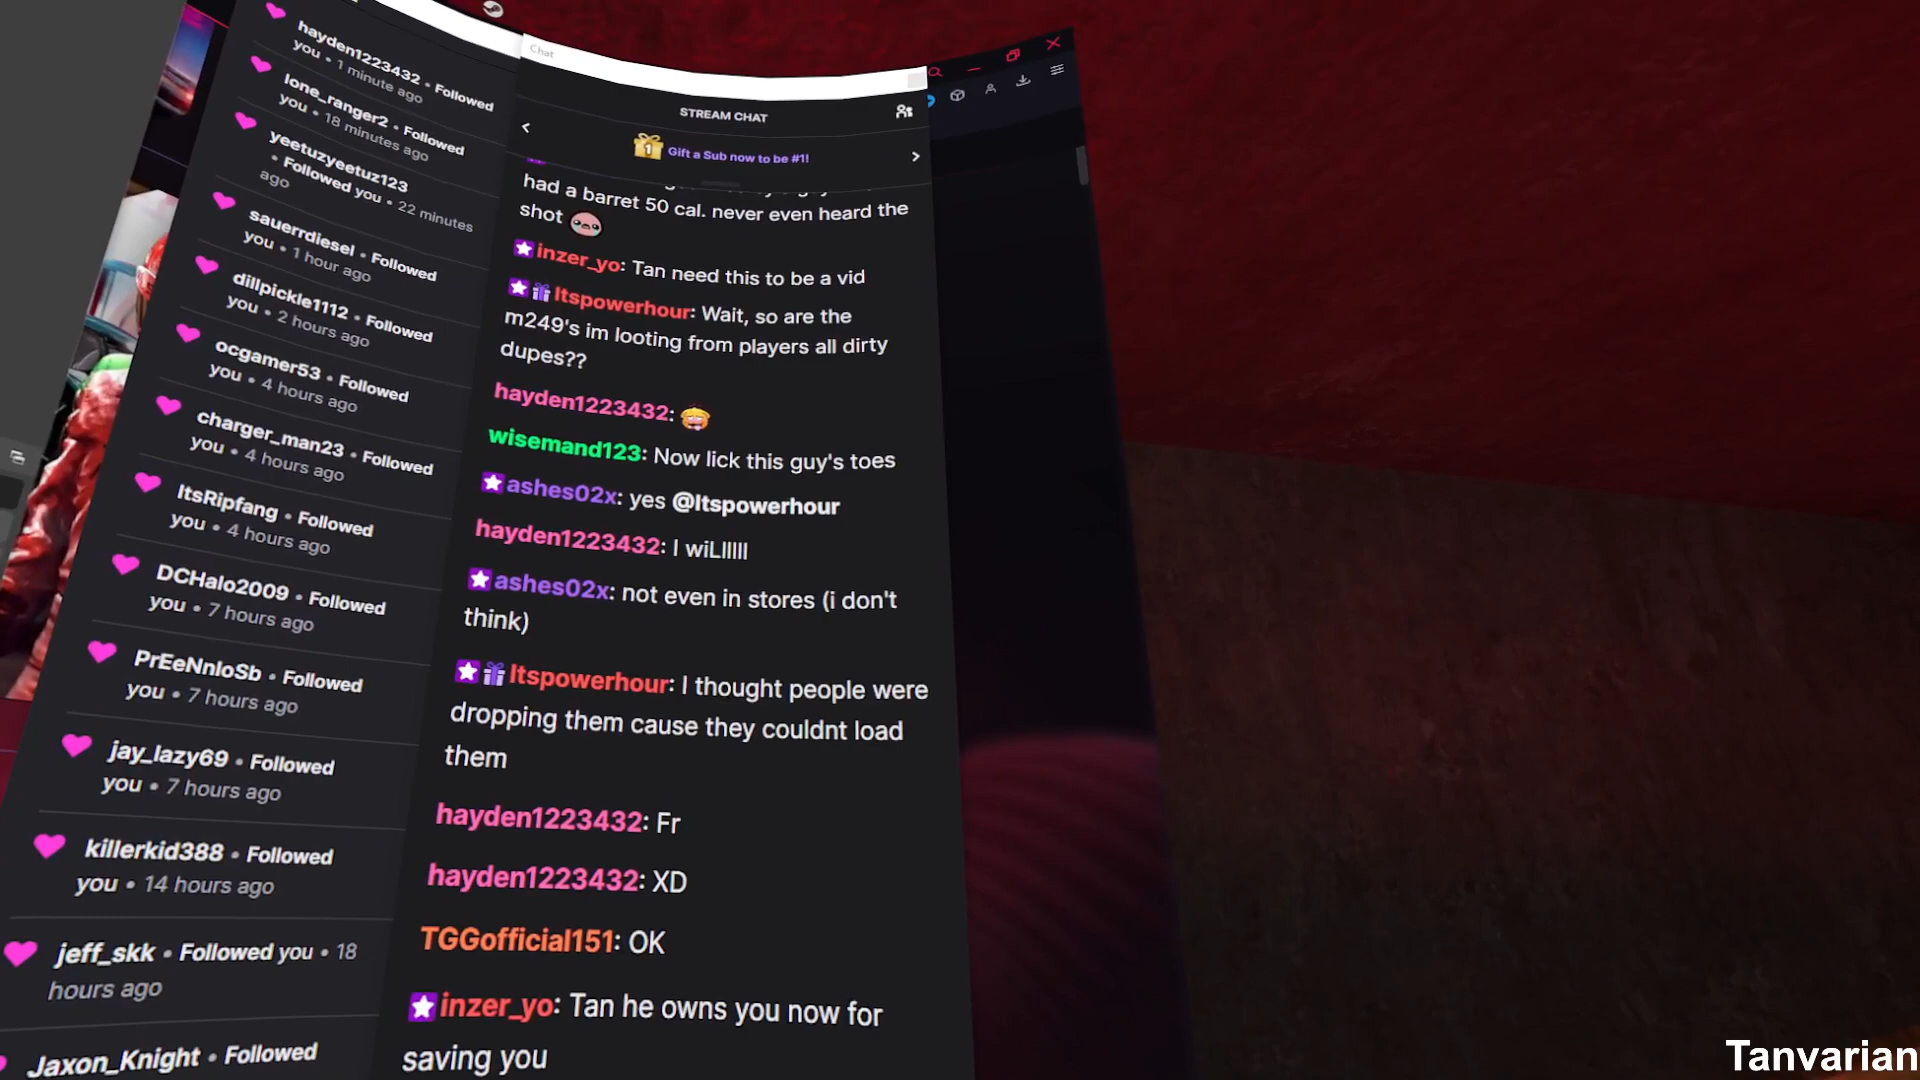 hayden1223432 • Followed
you • 1 minute ago
lone_ranger2 • Followed
you • 18 minutes ago
yeetuzyeetuz123
• Followed you • 22 minutes
ago
sauerrdiesel • Followed
you • 1 hour ago
dillpickle1112 • Followed
you • 2 hours ago
ocgamer53 • Followed
you • 4 hours ago
charger_man23 • Followed
you • 4 hours ago
ItsRipfang • Followed
you • 4 hours ago
DCHalo2009 • Followed
you • 7 hours ago
PrEeNnIoSb • Followed
you • 7 hours ago
jay_lazy69 • Followed
you • 7 hours ago
killerkid388 • Followed
you • 14 hours ago
jeff_skk • Followed you • 18
hours ago
Jaxon_Knight • Followed
Chat
STREAM CHAT
1 Gift a Sub now to be #1!
had a barret 50 cal. never even heard the
shot
inzer_yo: Tan need this to be a vid
Itspowerhour: Wait, so are the
m249's im looting from players all dirty
dupes??
hayden1223432:
wisemand123: Now lick this guy's toes
ashes02x: yes @Itspowerhour
hayden1223432: I wiLlllll
ashes02x: not even in stores (i don't
think)
Itspowerhour: I thought people were
dropping them cause they couldnt load
them
hayden1223432: Fr
hayden1223432: XD
TGGofficial151: OK
inzer_yo: Tan he owns you now for
saving you
Tanvarian